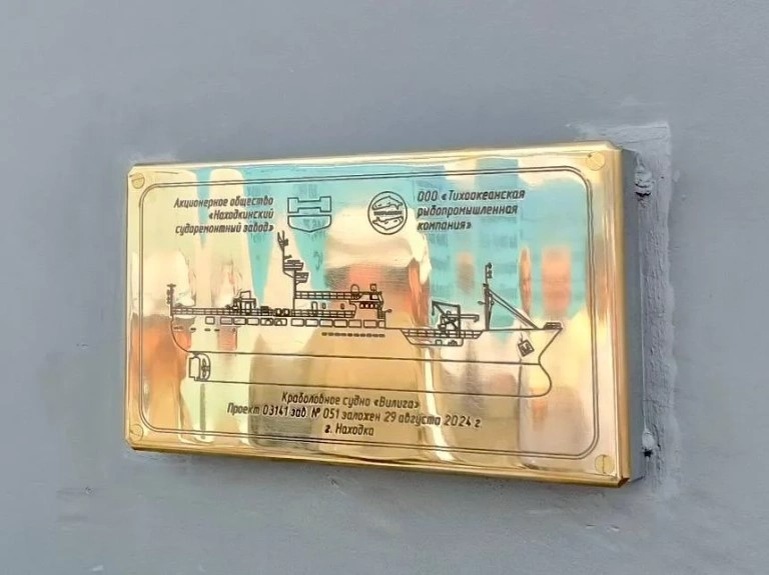 Акционерное общество
«Находкинский
судоремонтный завод»
ООО «Тихоокеанская
рыбопромышленная
компания»
Краболовное судно «Вилига»
Проект 03141 зав. № 051 заложен 29 августа 2024 г.
г. Находка